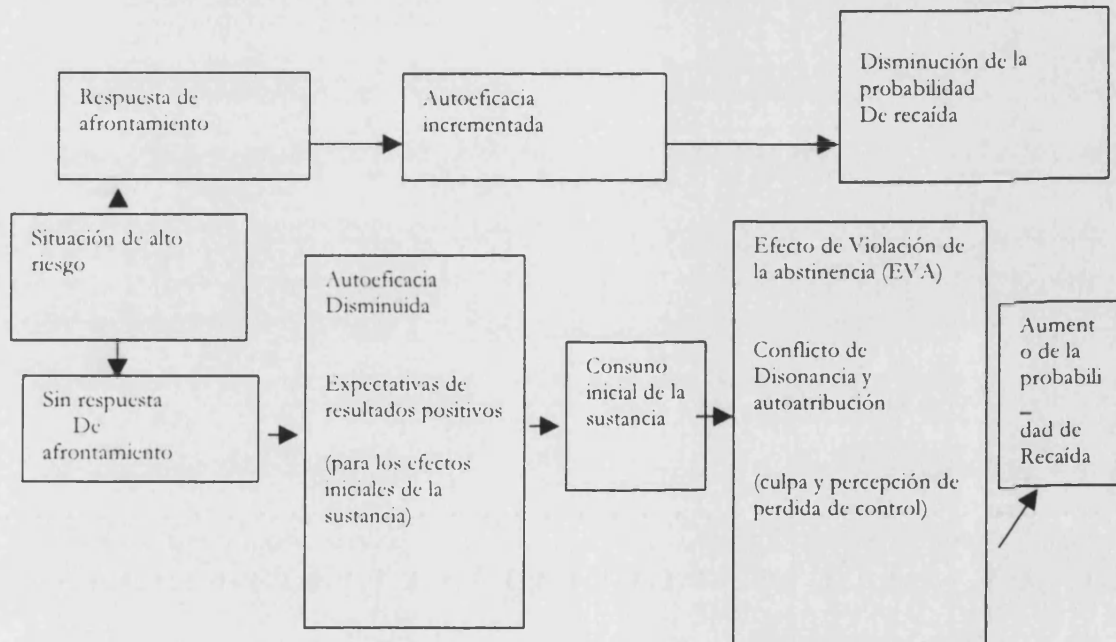 Respuesta de
afrontamiento
Autoeficacia
incrementada
Disminución de la
probabilidad
De recaída
Situación de alto
riesgo
Sin respuesta
De
afrontamiento
Autoeficacia
Disminuida
Expectativas de
resultados positivos
(para los efectos
iniciales de la
sustancia)
Consuno
inicial de la
sustancia
Efecto de Violación de
la abstinencia (EVA)
Conflicto de
Disonancia y
autoatribución
(culpa y percepción de
perdida de control)
Aument
o de la
probabili
–
dad de
Recaída